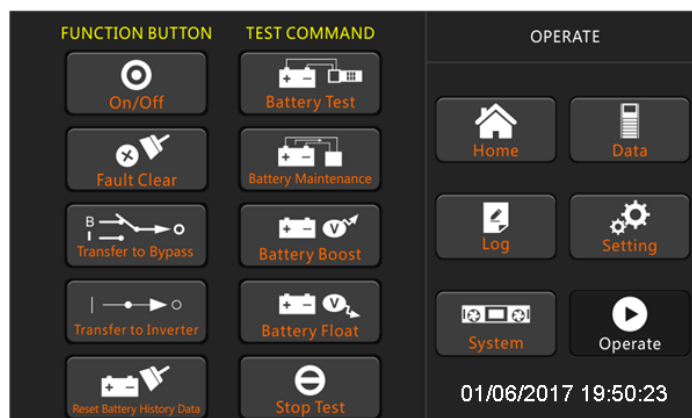 FUNCTION BUTTON
On/Off
Fault Clear
B
I
Transfer to Bypass
Transfer to Inverter
Reset Battery History Data
TEST COMMAND
Battery Test
Battery Maintenance
V
Battery Boost
V
Battery Float
Stop Test
OPERATE
Home
Data
Log
Setting
System
Operate
01/06/2017 19:50:23